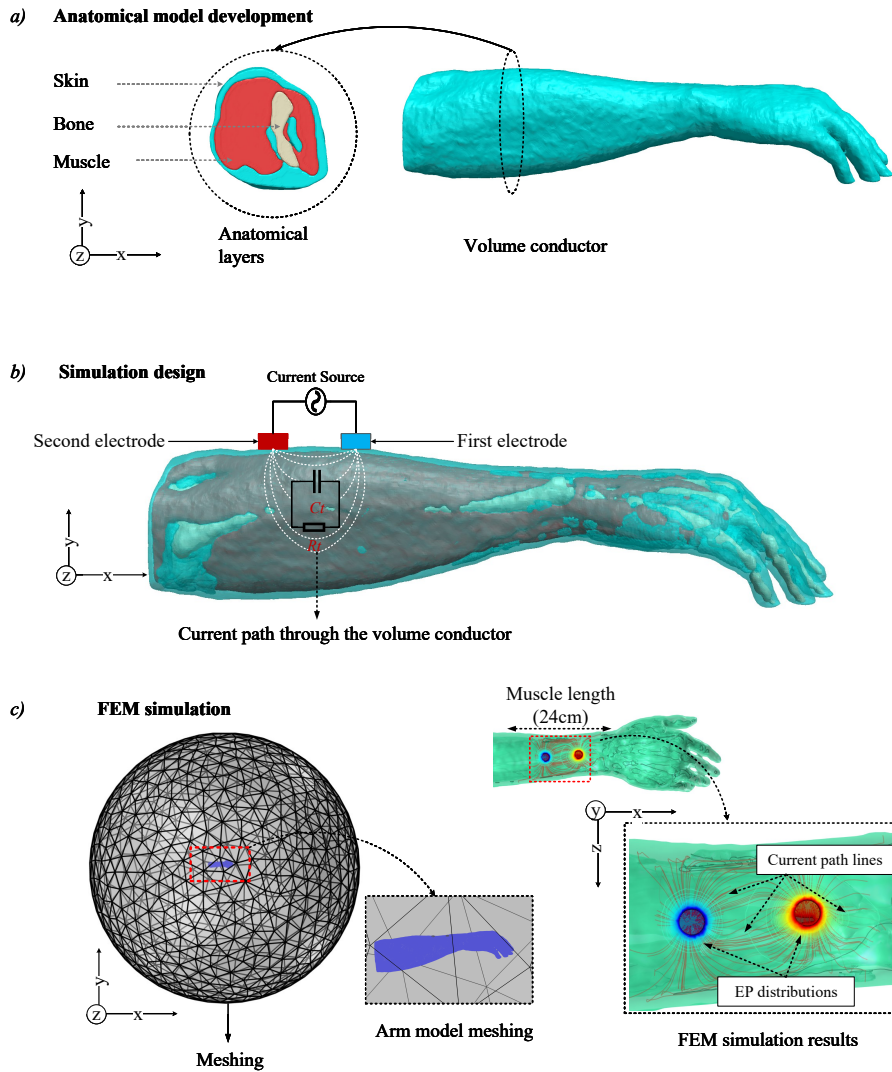 a) Anatomical model development
Skin
Bone
Muscle
y
z
x
Anatomical
layers
Volume conductor
b) Simulation design
Current Source
Second electrode
First electrode
Ct
Rt
y
z
x
Current path through the volume conductor
c) FEM simulation
Muscle length
(24cm)
y
x
z
Current path lines
EP distributions
FEM simulation results
y
z
x
Arm model meshing
Meshing